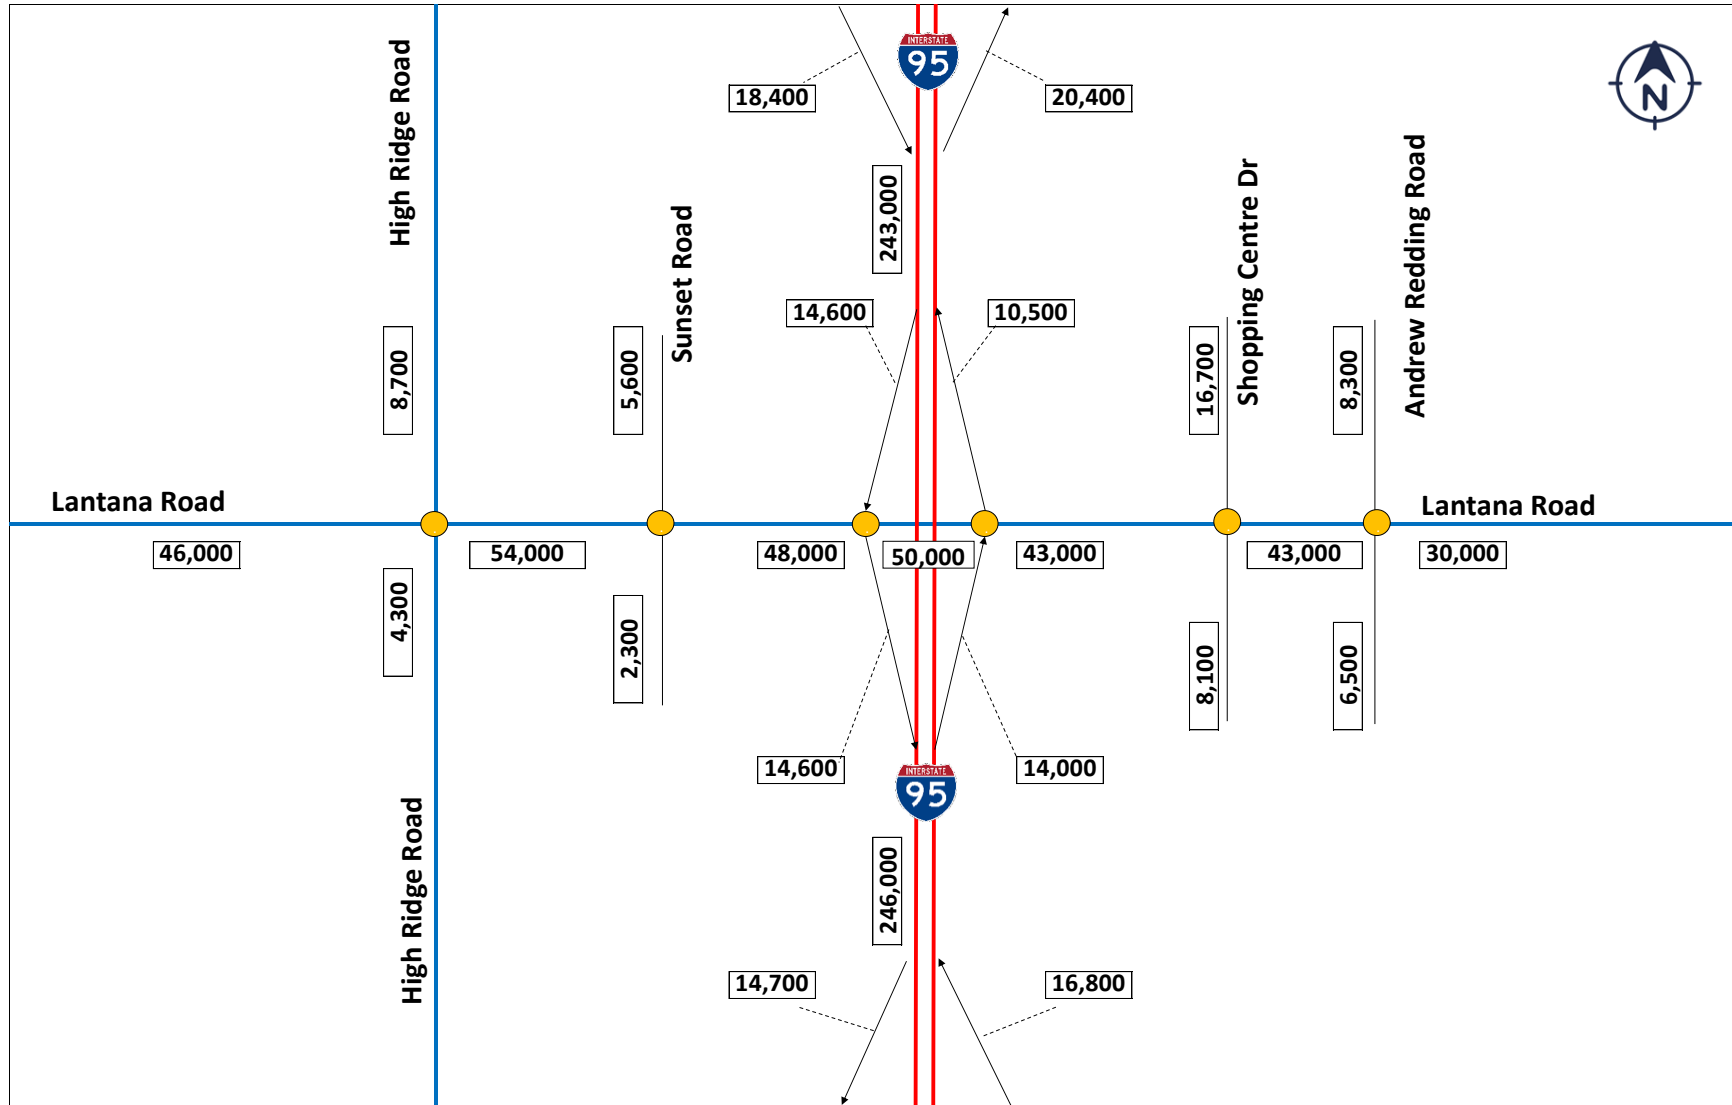 INTERSTATE
95
N
High Ridge Road
18,400
20,400
243,000
Sunset Road
Shopping Centre Dr
Andrew Redding Road
14,600
10,500
8,700
5,600
16,700
8,300
Lantana Road
Lantana Road
46,000
54,000
48,000
50,000
43,000
43,000
30,000
4,300
2,300
8,100
6,500
14,600
14,000
INTERSTATE
95
High Ridge Road
246,000
14,700
16,800